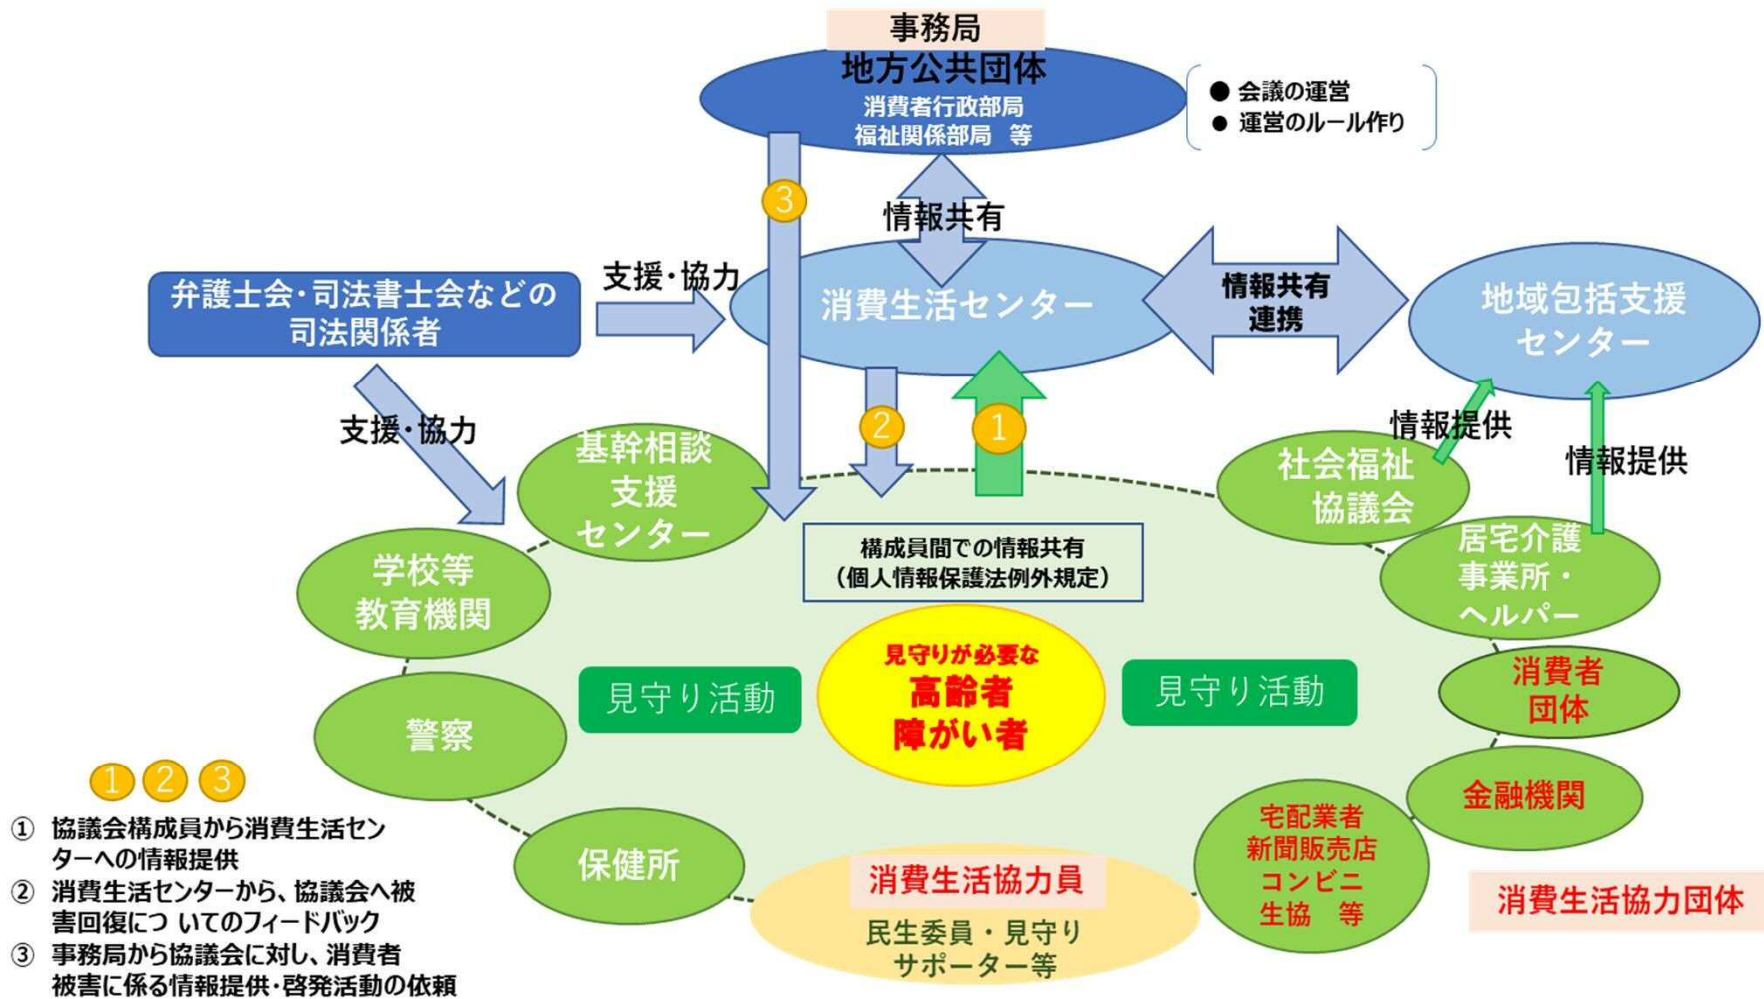 事務局
地方公共団体
消費者行政部局
福祉関係部局 等
● 会議の運営
● 運営のルール作り
③
情報共有
弁護士会・司法書士会などの
司法関係者
支援・協力
消費生活センター
情報共有
連携
地域包括支援
センター
支援・協力
②
①
情報提供
情報提供
基幹相談
支援
センター
社会福祉
協議会
学校等
教育機関
構成員間での情報共有
（個人情報保護法例外規定）
居宅介護
事業所・
ヘルパー
見守り活動
見守りが必要な
高齢者
障がい者
見守り活動
消費者
団体
警察
金融機関
保健所
消費生活協力員
民生委員・見守り
サポーター等
宅配業者
新聞販売店
コンビニ
生協 等
消費生活協力団体
① ② ③
① 協議会構成員から消費生活セン
ターへの情報提供
② 消費生活センターから、協議会へ被
害回復につ いてのフィードバック
③ 事務局から協議会に対し、消費者
被害に係る情報提供・啓発活動の依頼